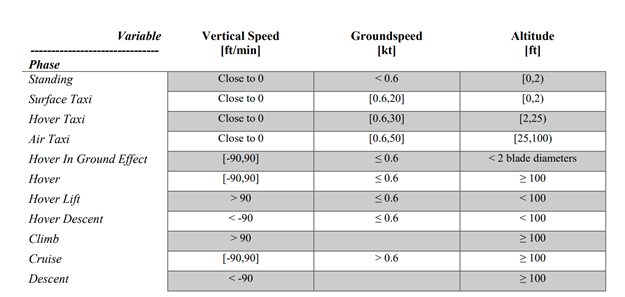 Variable Vertical Speed Groundspeed Altitude
------------------------------- [ft/min] [kt] [ft]
Phase
Standing Close to 0 < 0.6 [0,2)
Surface Taxi Close to 0 [0.6,20] [0,2)
Hover Taxi Close to 0 [0.6,30] [2,25)
Air Taxi Close to 0 [0.6,50] [25,100)
Hover In Ground Effect [-90,90] ≤ 0.6 < 2 blade diameters
Hover [-90,90] ≤ 0.6 ≥ 100
Hover Lift > 90 ≤ 0.6 < 100
Hover Descent < -90 ≤ 0.6 < 100
Climb > 90 ≥ 100
Cruise [-90,90] > 0.6 ≥ 100
Descent < -90 ≥ 100